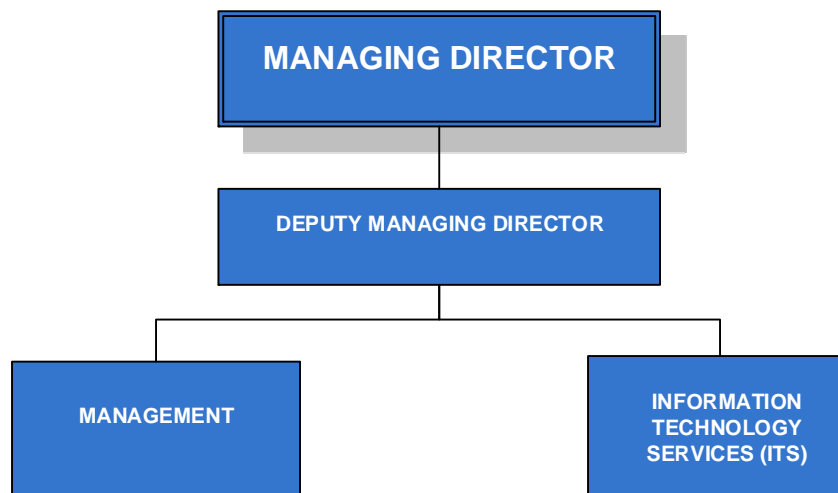 MANAGING DIRECTOR
DEPUTY MANAGING DIRECTOR
MANAGEMENT
INFORMATION
TECHNOLOGY
SERVICES (ITS)